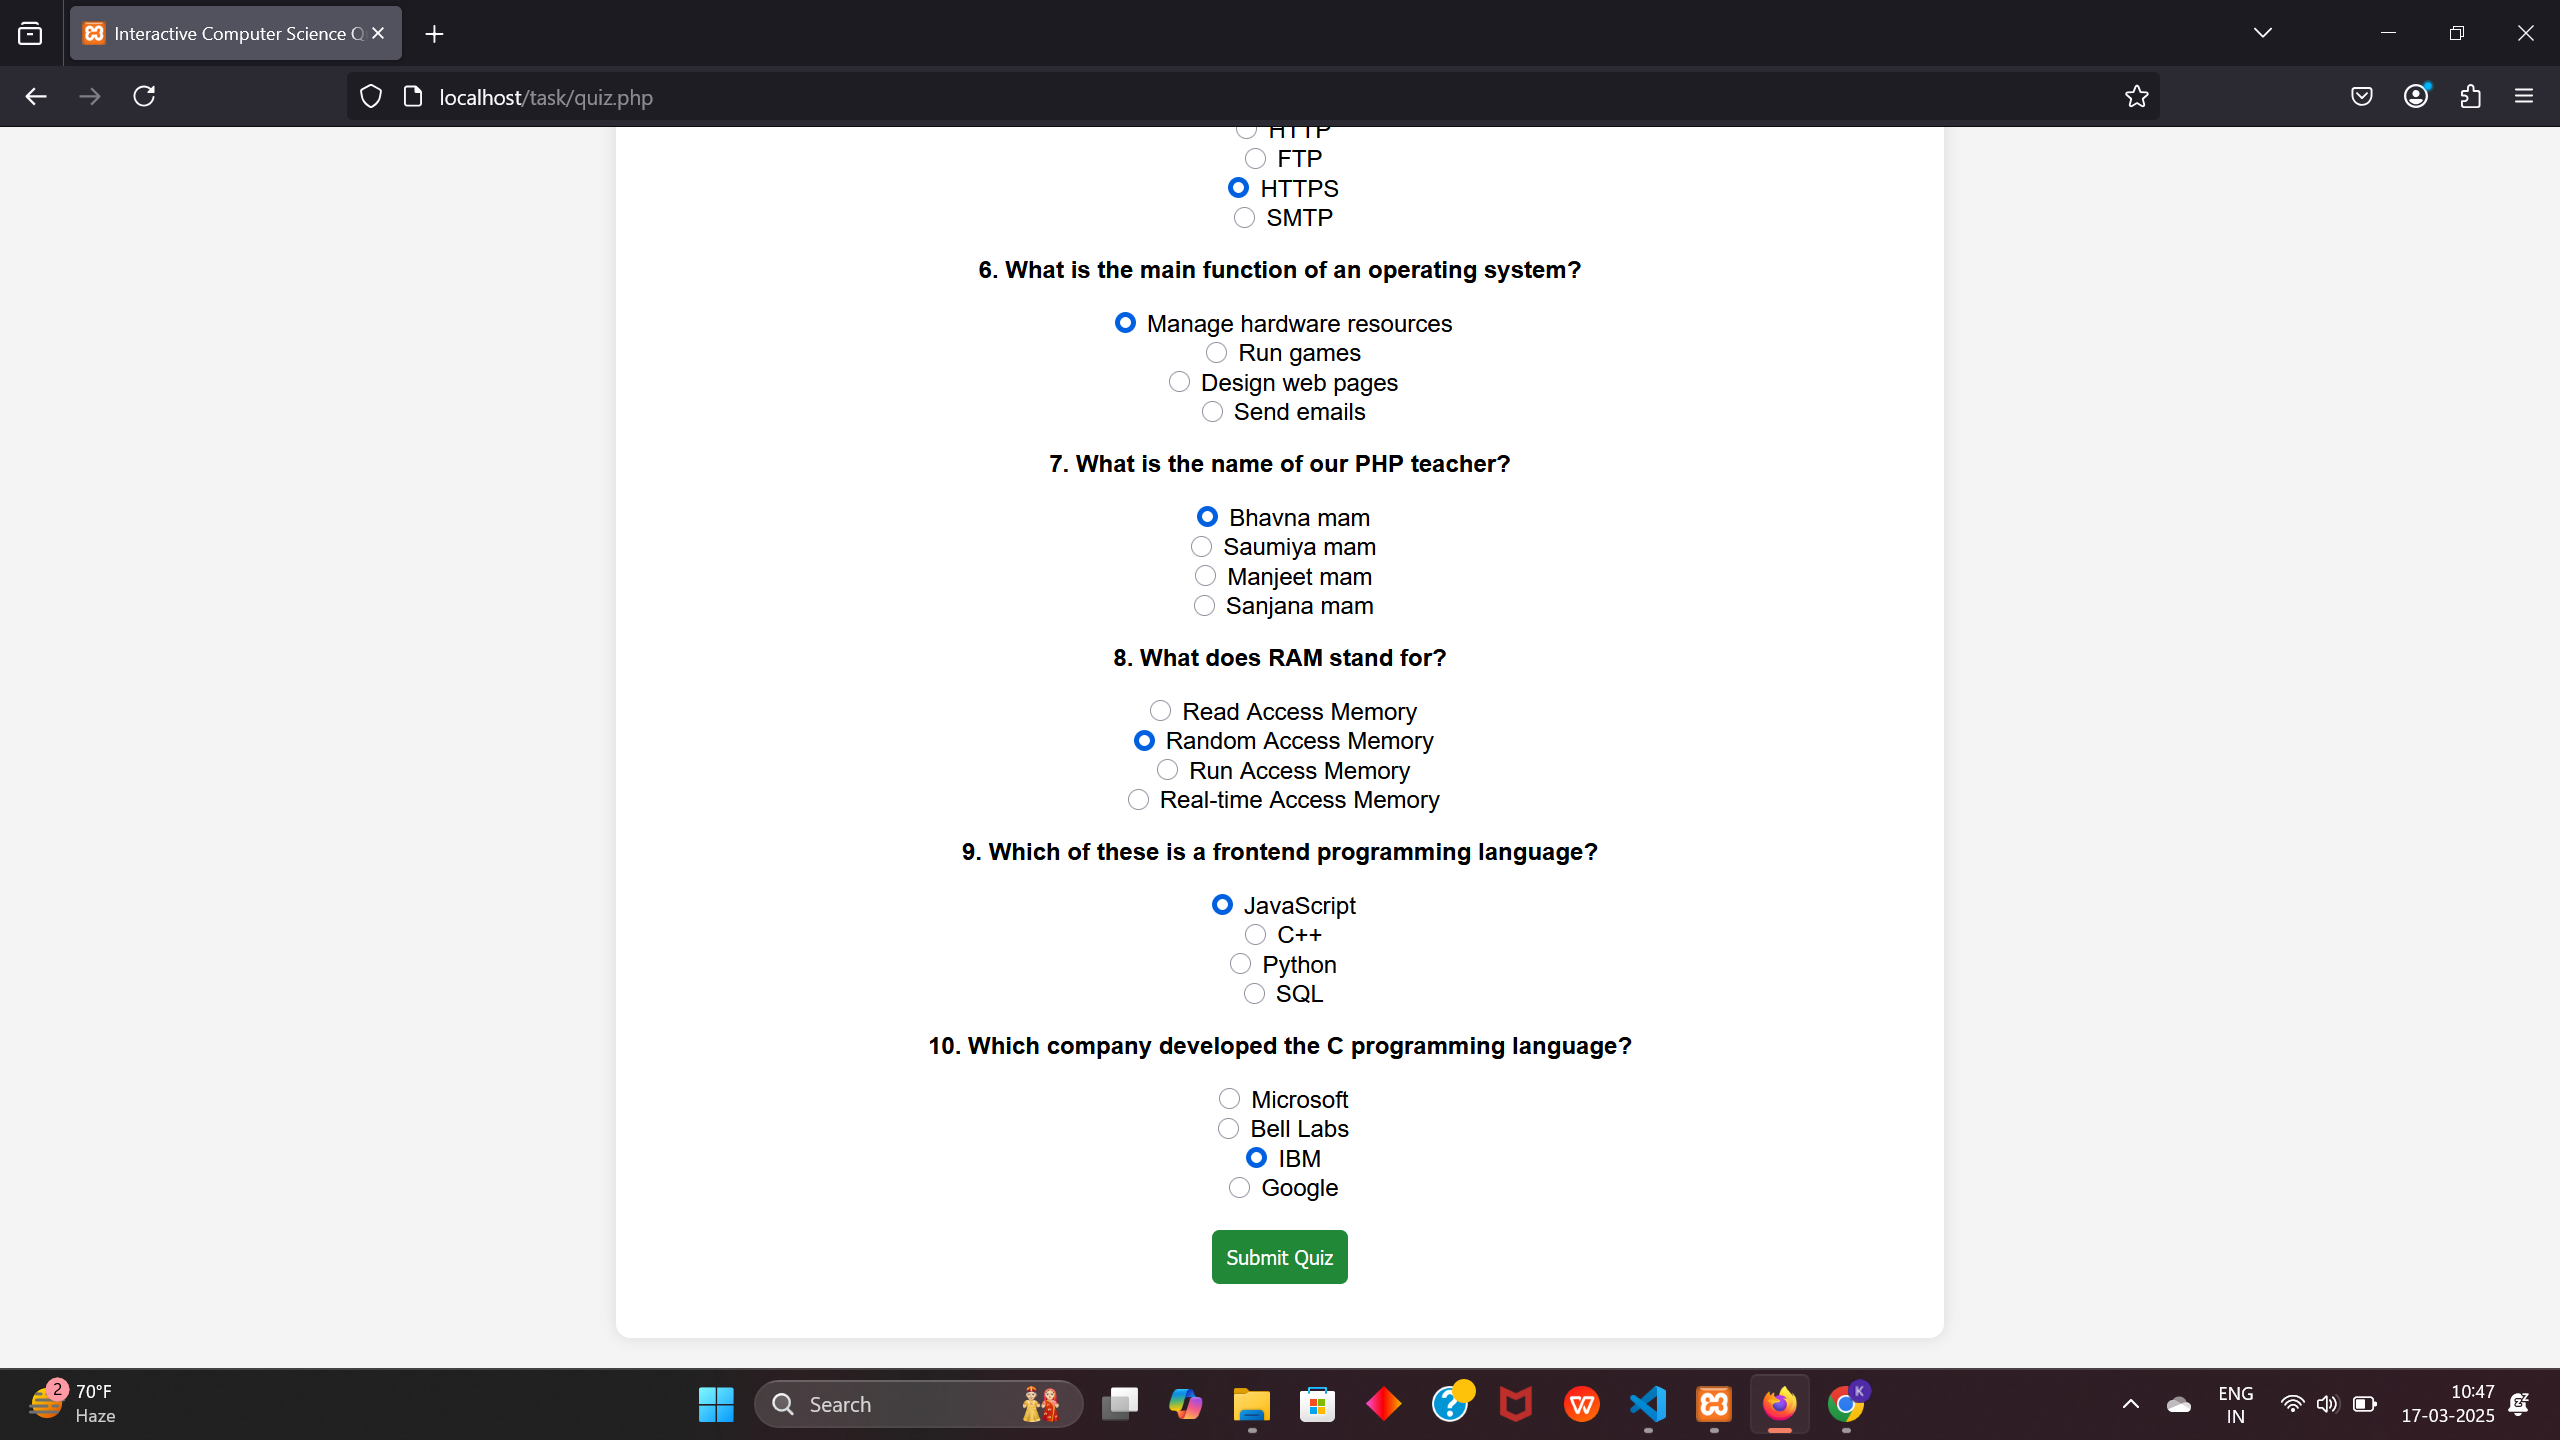 Interactive Computer Science Q
localhost/task/quiz.php
HTTP
FTP
HTTPS
SMTP
6. What is the main function of an operating system?
Manage hardware resources
Run games
Design web pages
Send emails
7. What is the name of our PHP teacher?
Bhavna mam
Saumiya mam
Manjeet mam
Sanjana mam
8. What does RAM stand for?
Read Access Memory
Random Access Memory
Run Access Memory
Real-time Access Memory
9. Which of these is a frontend programming language?
JavaScript
C++
Python
SQL
10. Which company developed the C programming language?
Microsoft
Bell Labs
IBM
Google
Submit Quiz
2
70°F
Haze
Search
K
ENG
IN
10:47
17-03-2025